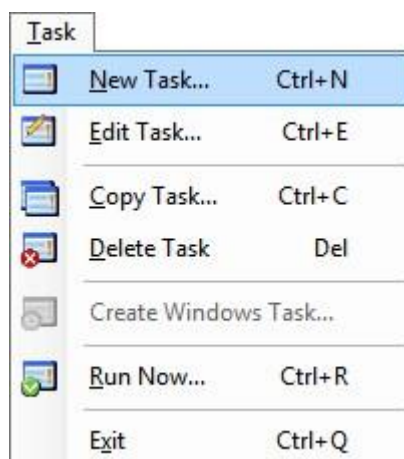 Task
New Task... Ctrl+N
Edit Task... Ctrl+E
Copy Task... Ctrl+C
Delete Task Del
Create Windows Task...
Run Now... Ctrl+R
Exit Ctrl+Q